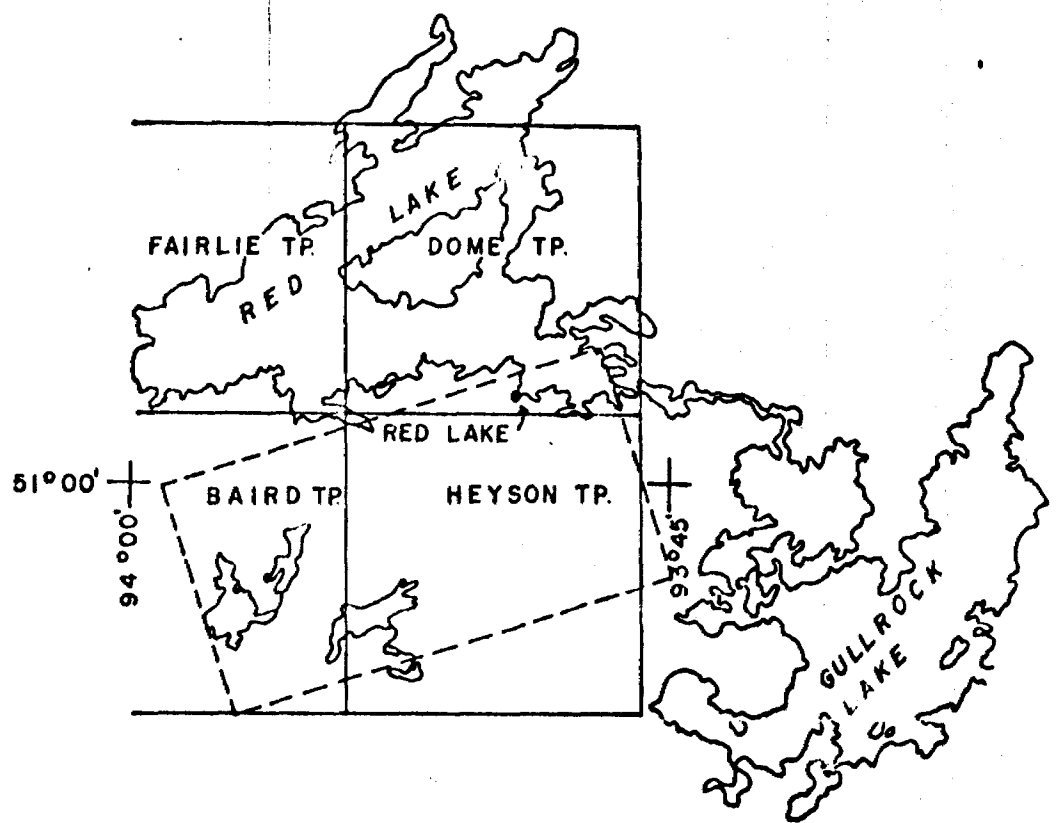 LAKE
FAIRLIE TP.
DOME TP.
RED
RED LAKE
51°00'
BAIRD TP.
HEYSON TP.
94°00'
93°45'
GULLROCK
LAKE